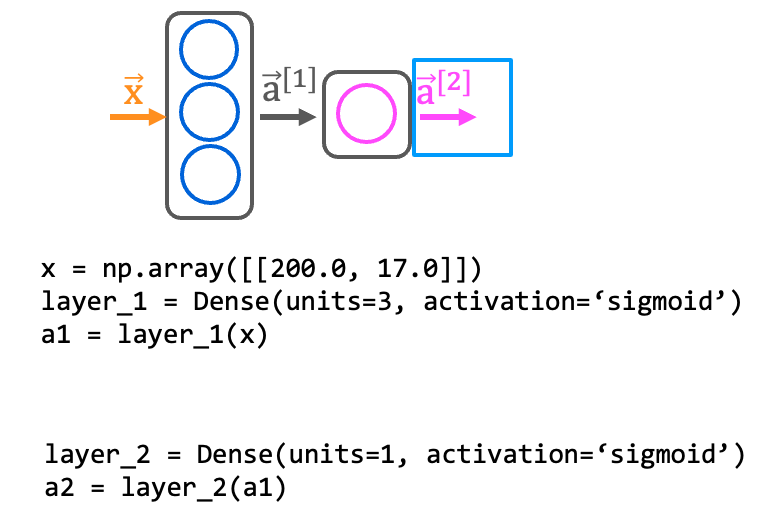 x⃗
a⃗[1]
a⃗[2]
x = np.array([[200.0, 17.0]])
layer_1 = Dense(units=3, activation=‘sigmoid’)
a1 = layer_1(x)
layer_2 = Dense(units=1, activation=‘sigmoid’)
a2 = layer_2(a1)